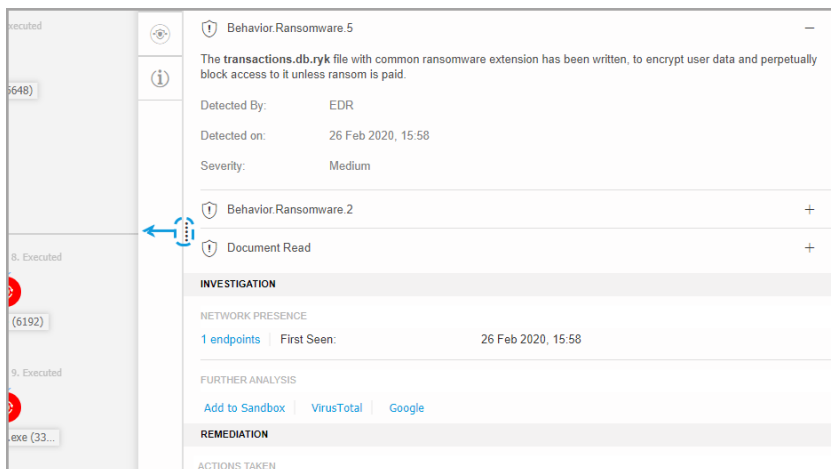 xecuted
5648)
8. Executed
(6192)
9. Executed
.exe (33...
Behavior.Ransomware.5
The transactions.db.ryk file with common ransomware extension has been written, to encrypt user data and perpetually
block access to it unless ransom is paid.
Detected By: EDR
Detected on: 26 Feb 2020, 15:58
Severity: Medium
Behavior.Ransomware.2
Document Read
INVESTIGATION
NETWORK PRESENCE
1 endpoints First Seen: 26 Feb 2020, 15:58
FURTHER ANALYSIS
Add to Sandbox VirusTotal Google
REMEDIATION
ACTIONS TAKEN